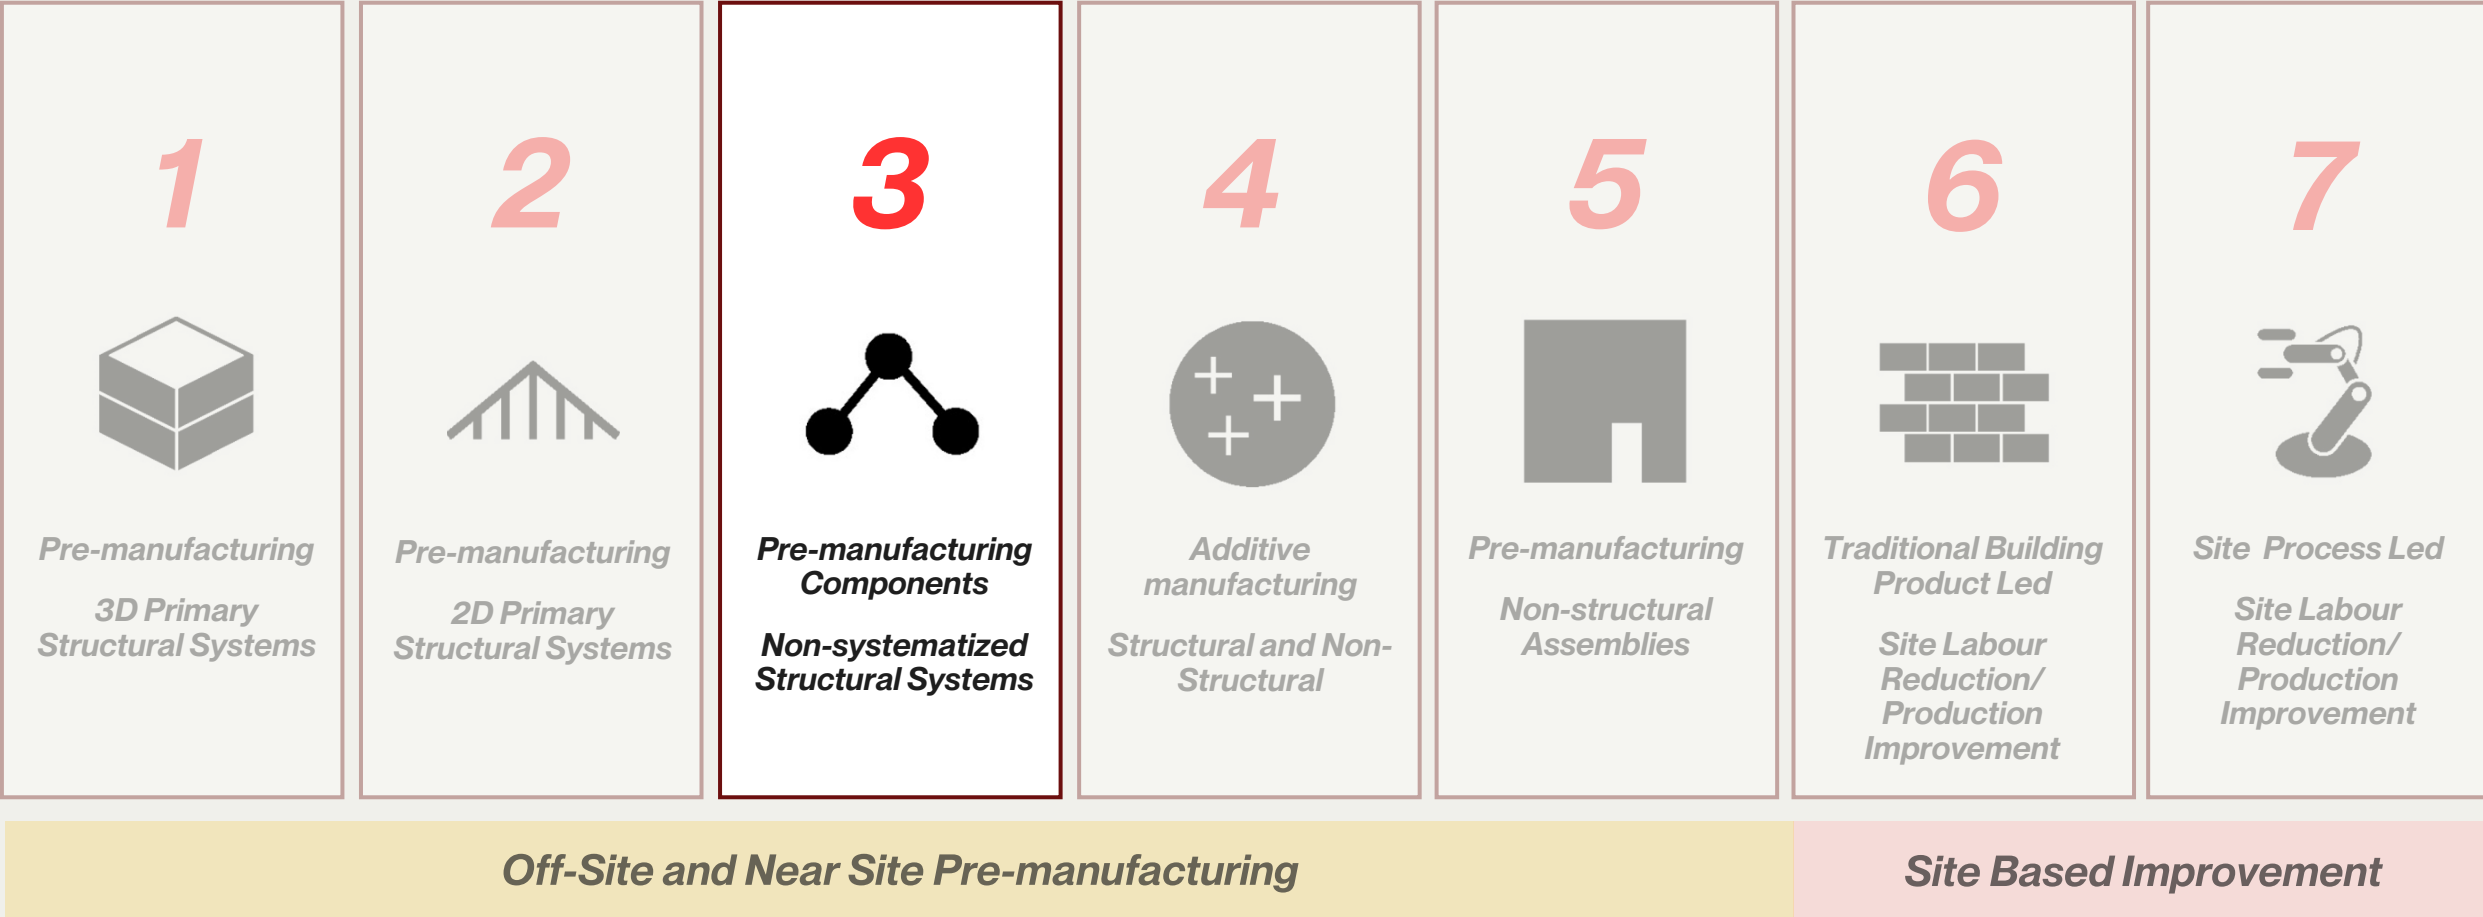 1
Pre-manufacturing
3D Primary
Structural Systems
2
Pre-manufacturing
2D Primary
Structural Systems
3
Pre-manufacturing
Components
Non-systematized
Structural Systems
4
Additive
manufacturing
Structural and Non-
Structural
5
Pre-manufacturing
Non-structural
Assemblies
6
Traditional Building
Product Led
Site Labour
Reduction/
Production
Improvement
7
Site Process Led
Site Labour
Reduction/
Production
Improvement
Off-Site and Near Site Pre-manufacturing
Site Based Improvement